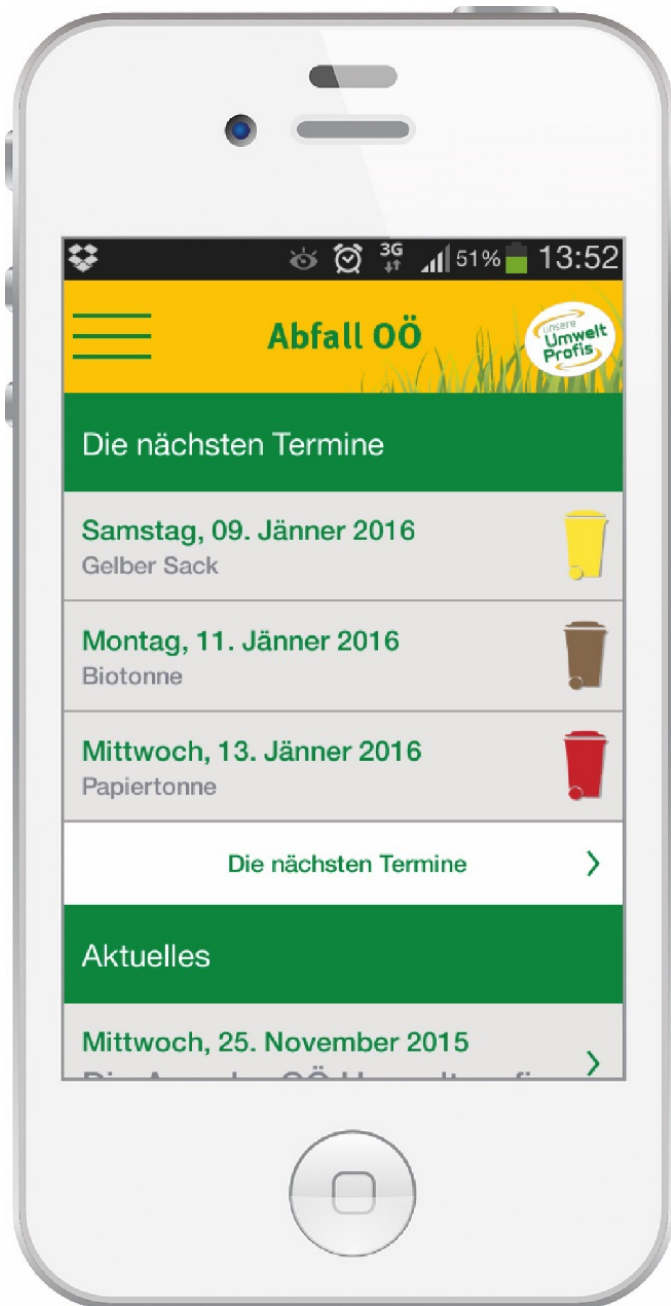 3G
51%
13:52
Abfall OÖ
unsere
Umwelt
Profis
Die nächsten Termine
Samstag, 09. Jänner 2016
Gelber Sack
Montag, 11. Jänner 2016
Biotonne
Mittwoch, 13. Jänner 2016
Papiertonne
Die nächsten Termine
Aktuelles
Mittwoch, 25. November 2015